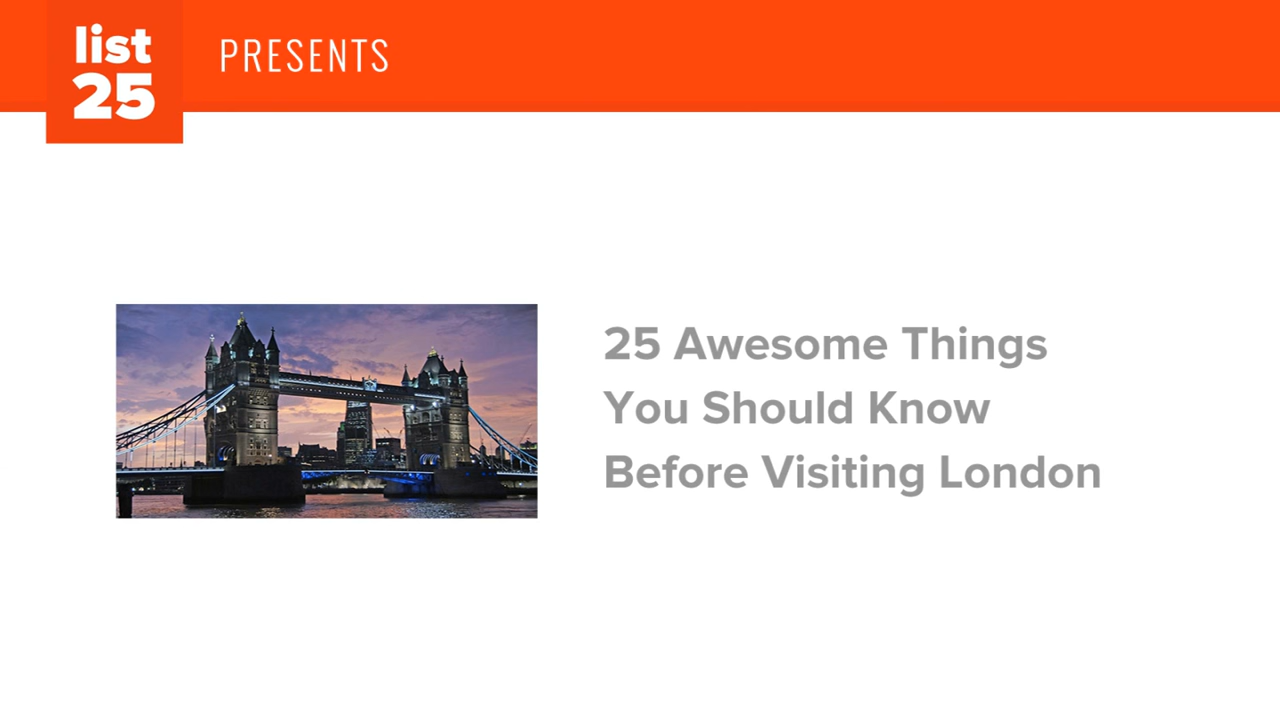 list
25
PRESENTS
25 Awesome Things
You Should Know
Before Visiting London